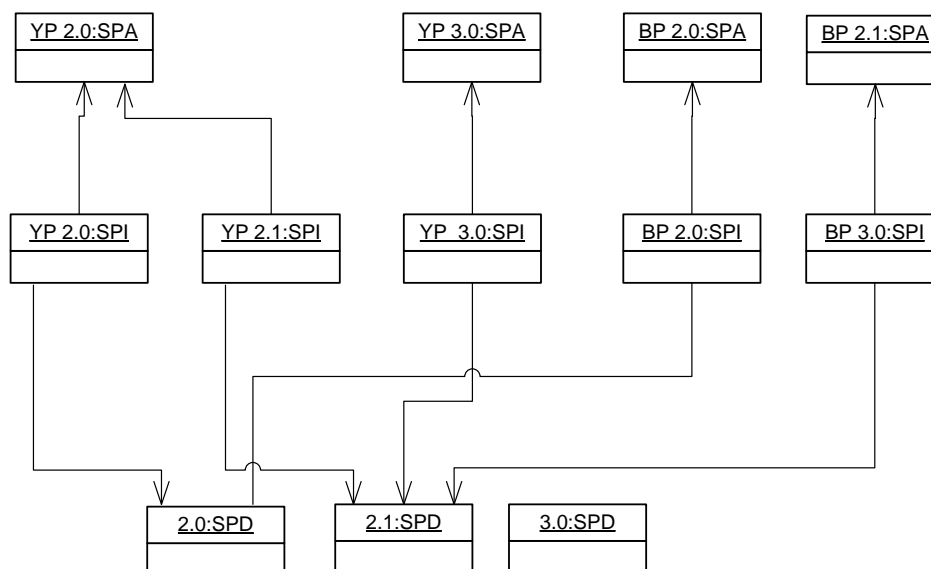 YP 2.0:SPA
YP 3.0:SPA
BP 2.0:SPA
BP 2.1:SPA
YP 2.0:SPI
YP 2.1:SPI
YP 3.0:SPI
BP 2.0:SPI
BP 3.0:SPI
2.0:SPD
2.1:SPD
3.0:SPD